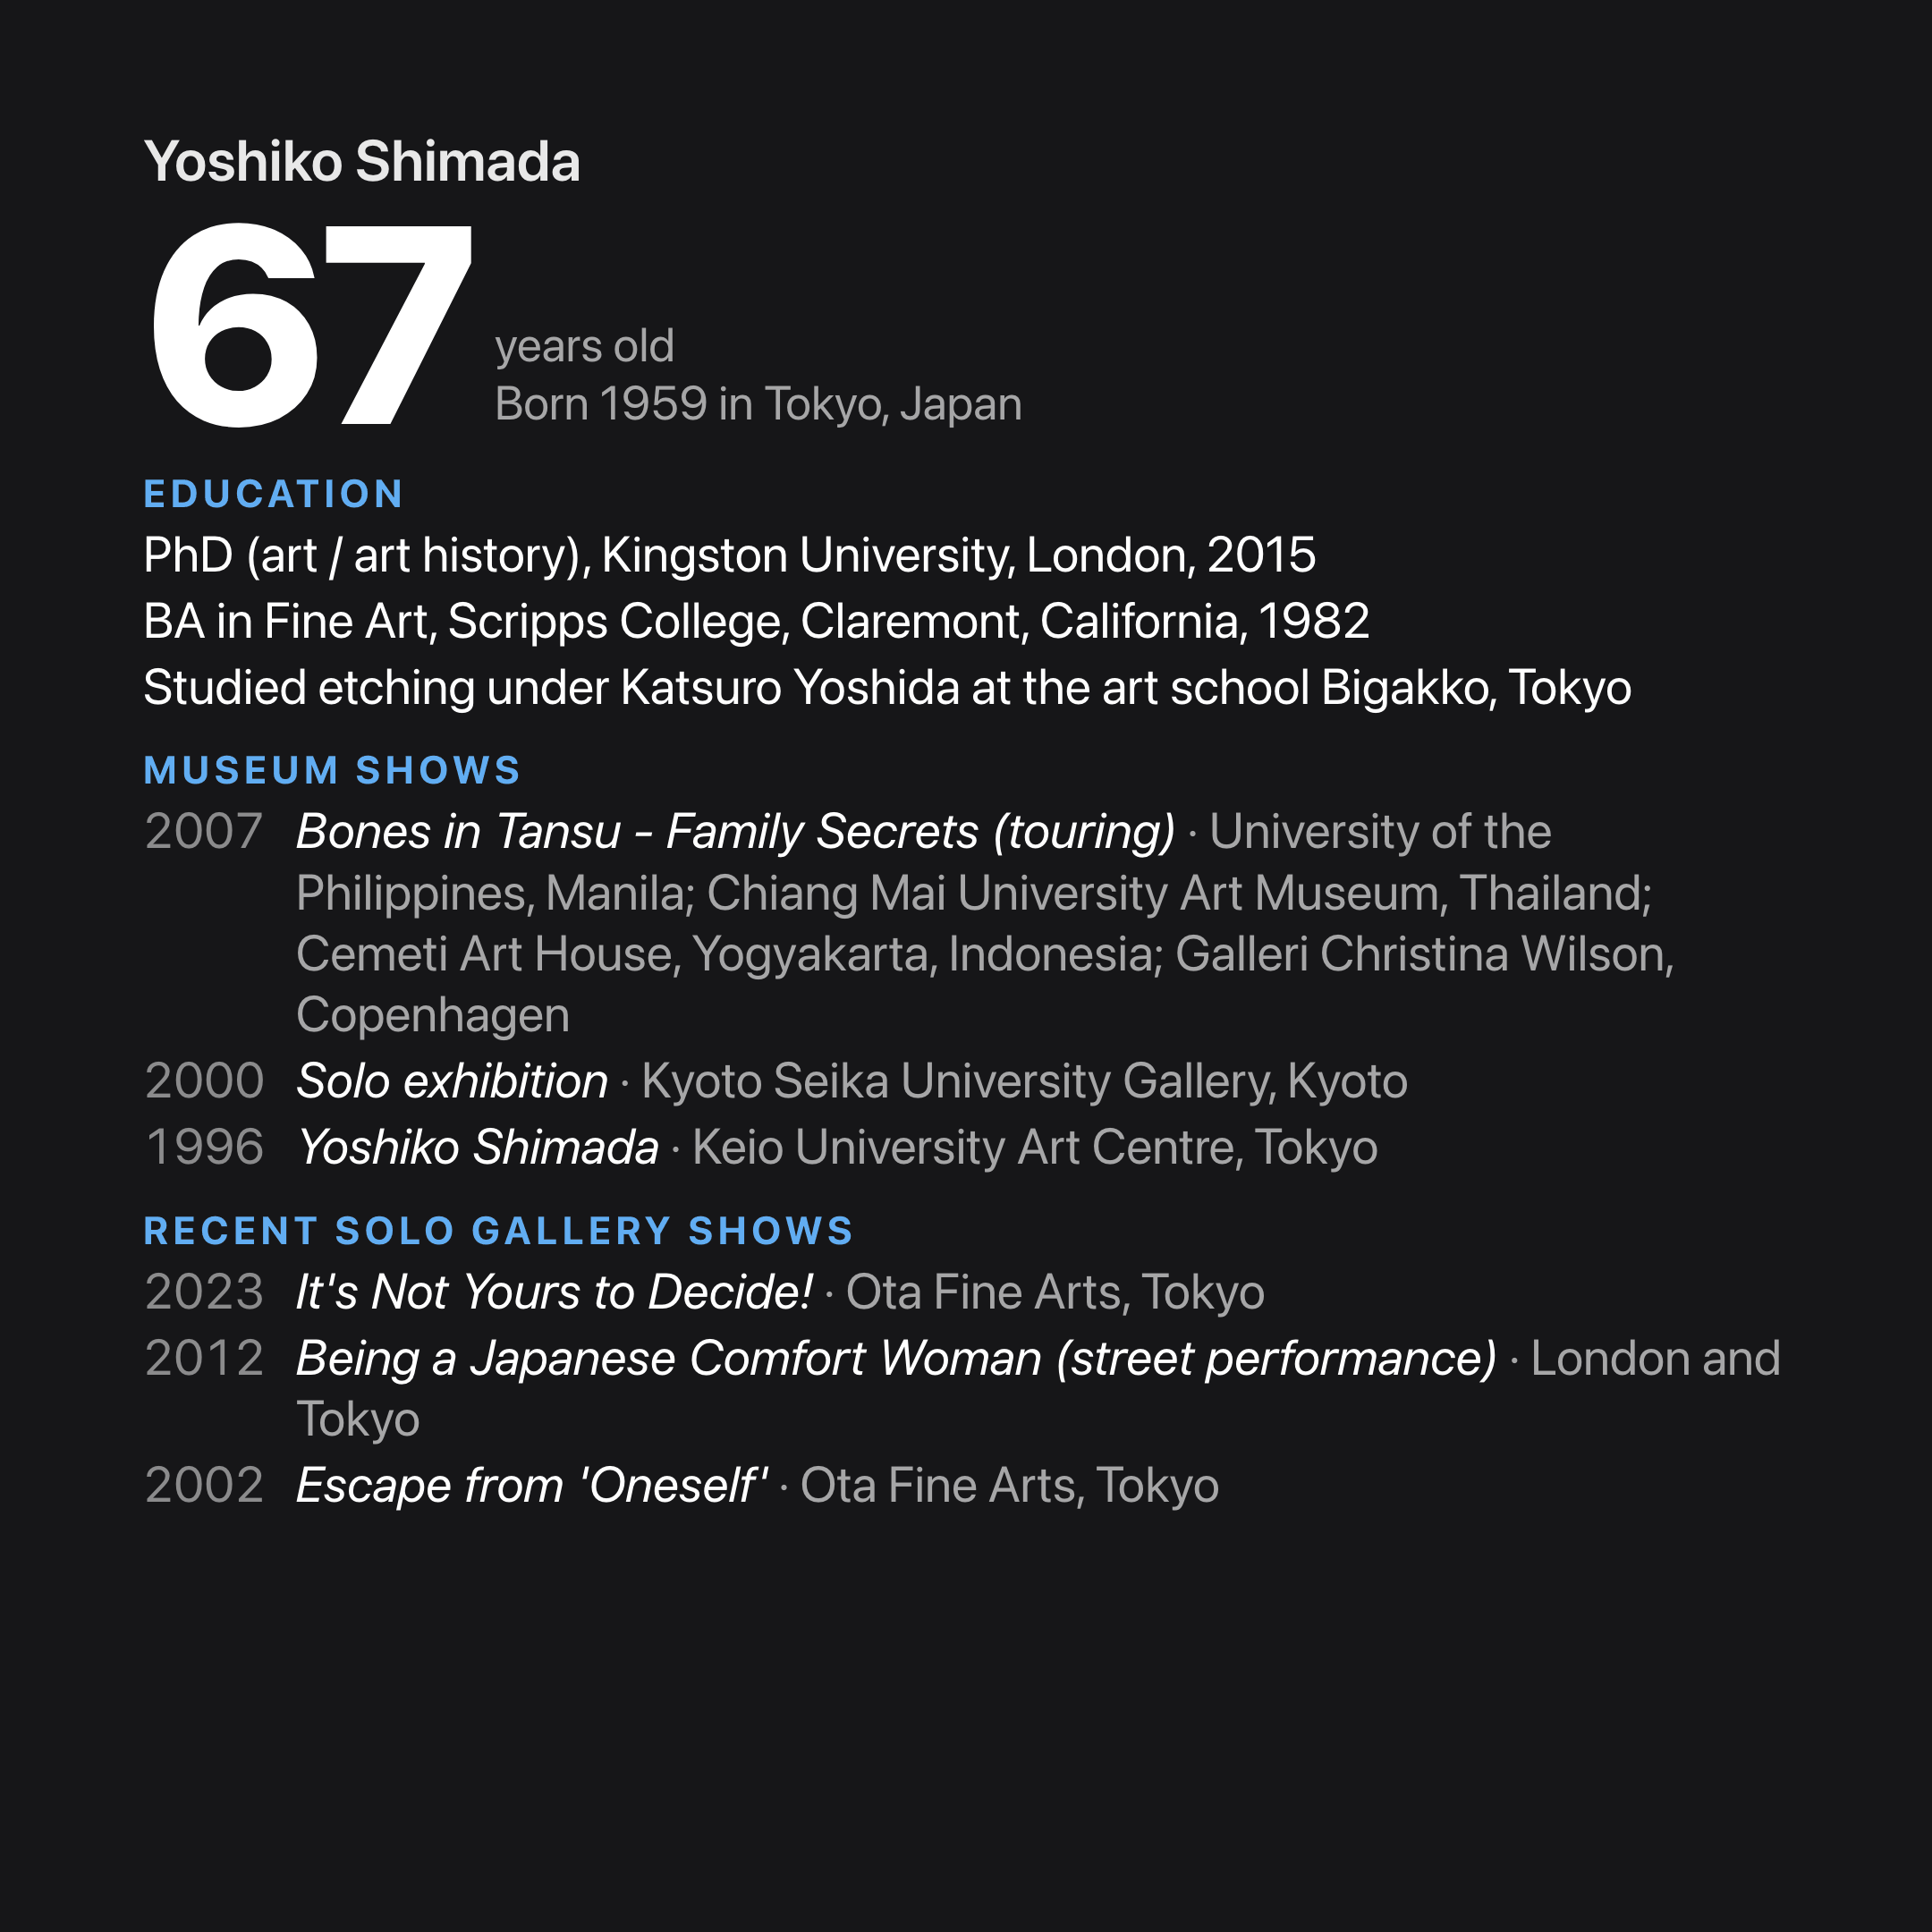 Yoshiko Shimada
67
years old
Born 1959 in Tokyo, Japan
EDUCATION
PhD (art / art history), Kingston University, London, 2015
BA in Fine Art, Scripps College, Claremont, California, 1982
Studied etching under Katsuro Yoshida at the art school Bigakko, Tokyo
MUSEUM SHOWS
2007 Bones in Tansu - Family Secrets (touring) · University of the
Philippines, Manila; Chiang Mai University Art Museum, Thailand;
Cemeti Art House, Yogyakarta, Indonesia; Galleri Christina Wilson,
Copenhagen
2000 Solo exhibition · Kyoto Seika University Gallery, Kyoto
1996 Yoshiko Shimada · Keio University Art Centre, Tokyo
RECENT SOLO GALLERY SHOWS
2023 It's Not Yours to Decide! · Ota Fine Arts, Tokyo
2012 Being a Japanese Comfort Woman (street performance) · London and
Tokyo
2002 Escape from 'Oneself' · Ota Fine Arts, Tokyo